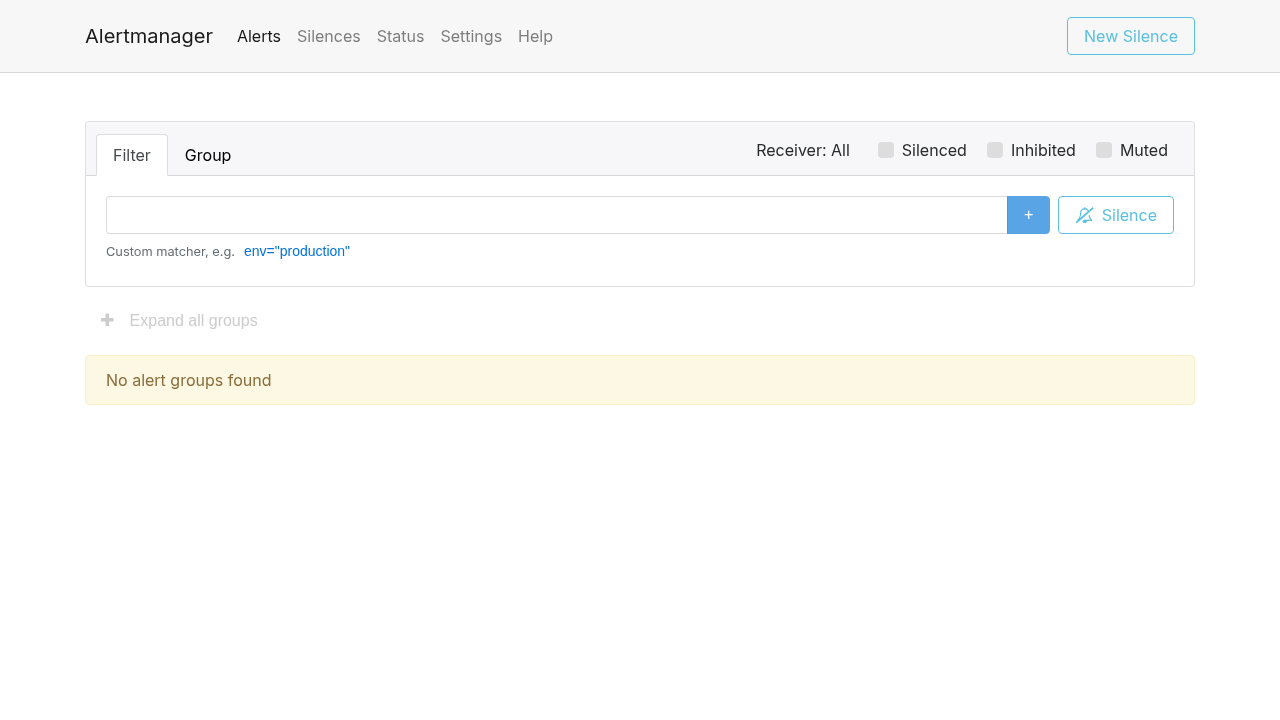 Alertmanager Alerts Silences Status Settings Help New Silence
Filter Group Receiver: All Silenced Inhibited Muted
+ Silence
Custom matcher, e.g. env="production"
Expand all groups
No alert groups found